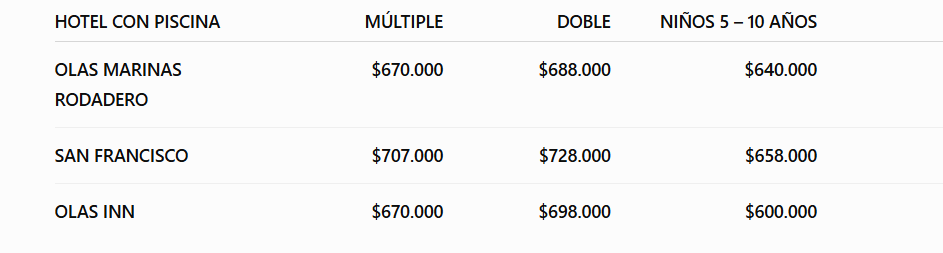 HOTEL CON PISCINA MÚLTIPLE DOBLE NIÑOS 5 – 10 AÑOS
OLAS MARINAS $670.000 $688.000 $640.000
RODADERO
SAN FRANCISCO $707.000 $728.000 $658.000
OLAS INN $670.000 $698.000 $600.000